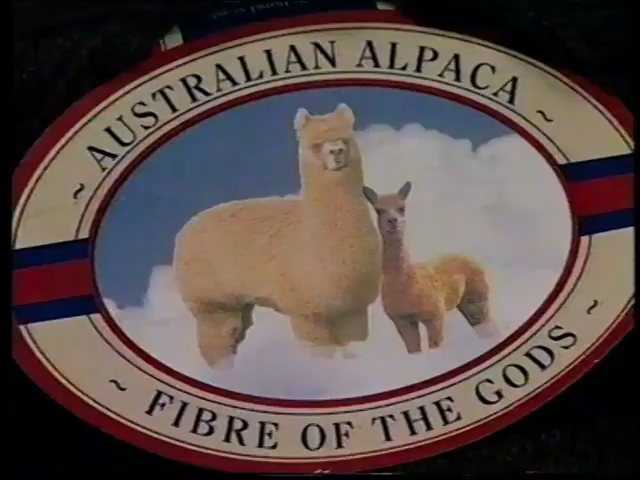 ~ AUSTRALIAN ALPACA ~
~ FIBRE OF THE GODS ~